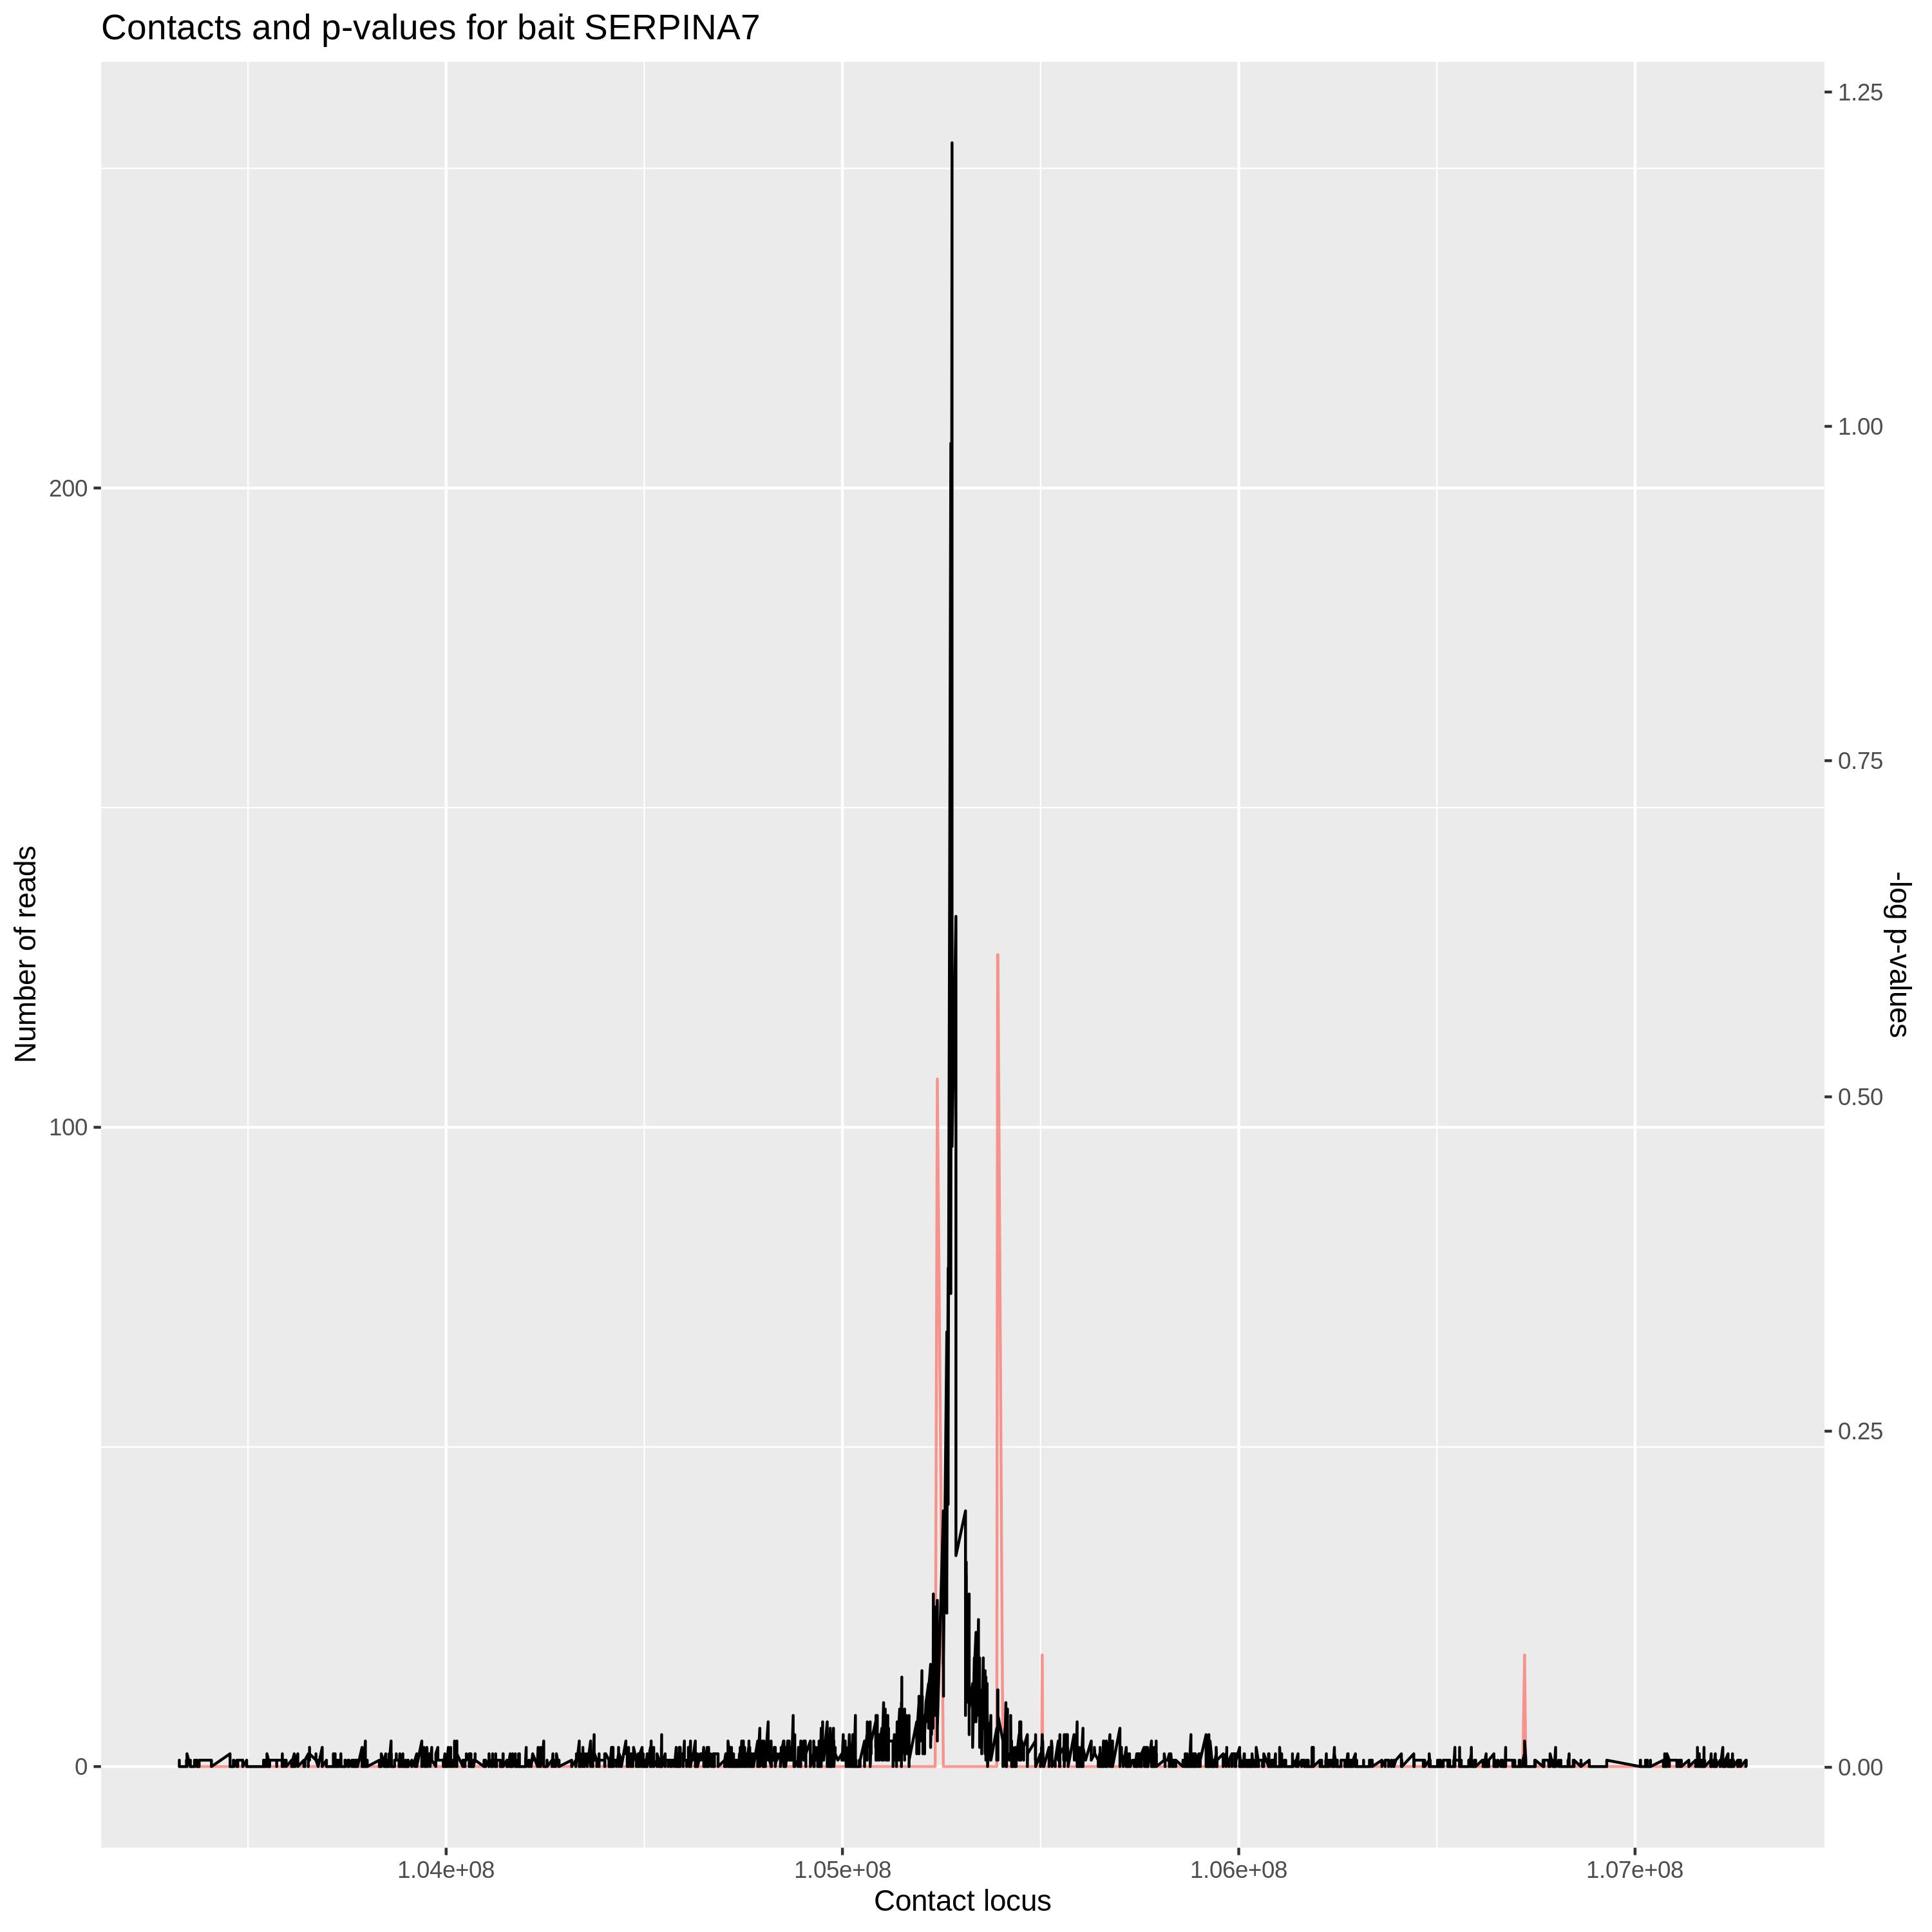 Contacts and p-values for bait SERPINA7
Number of reads
200
100
0
1.25
1.00
0.75
0.50
0.25
0.00
-log p-values
1.04e+08
1.05e+08
1.06e+08
1.07e+08
Contact locus